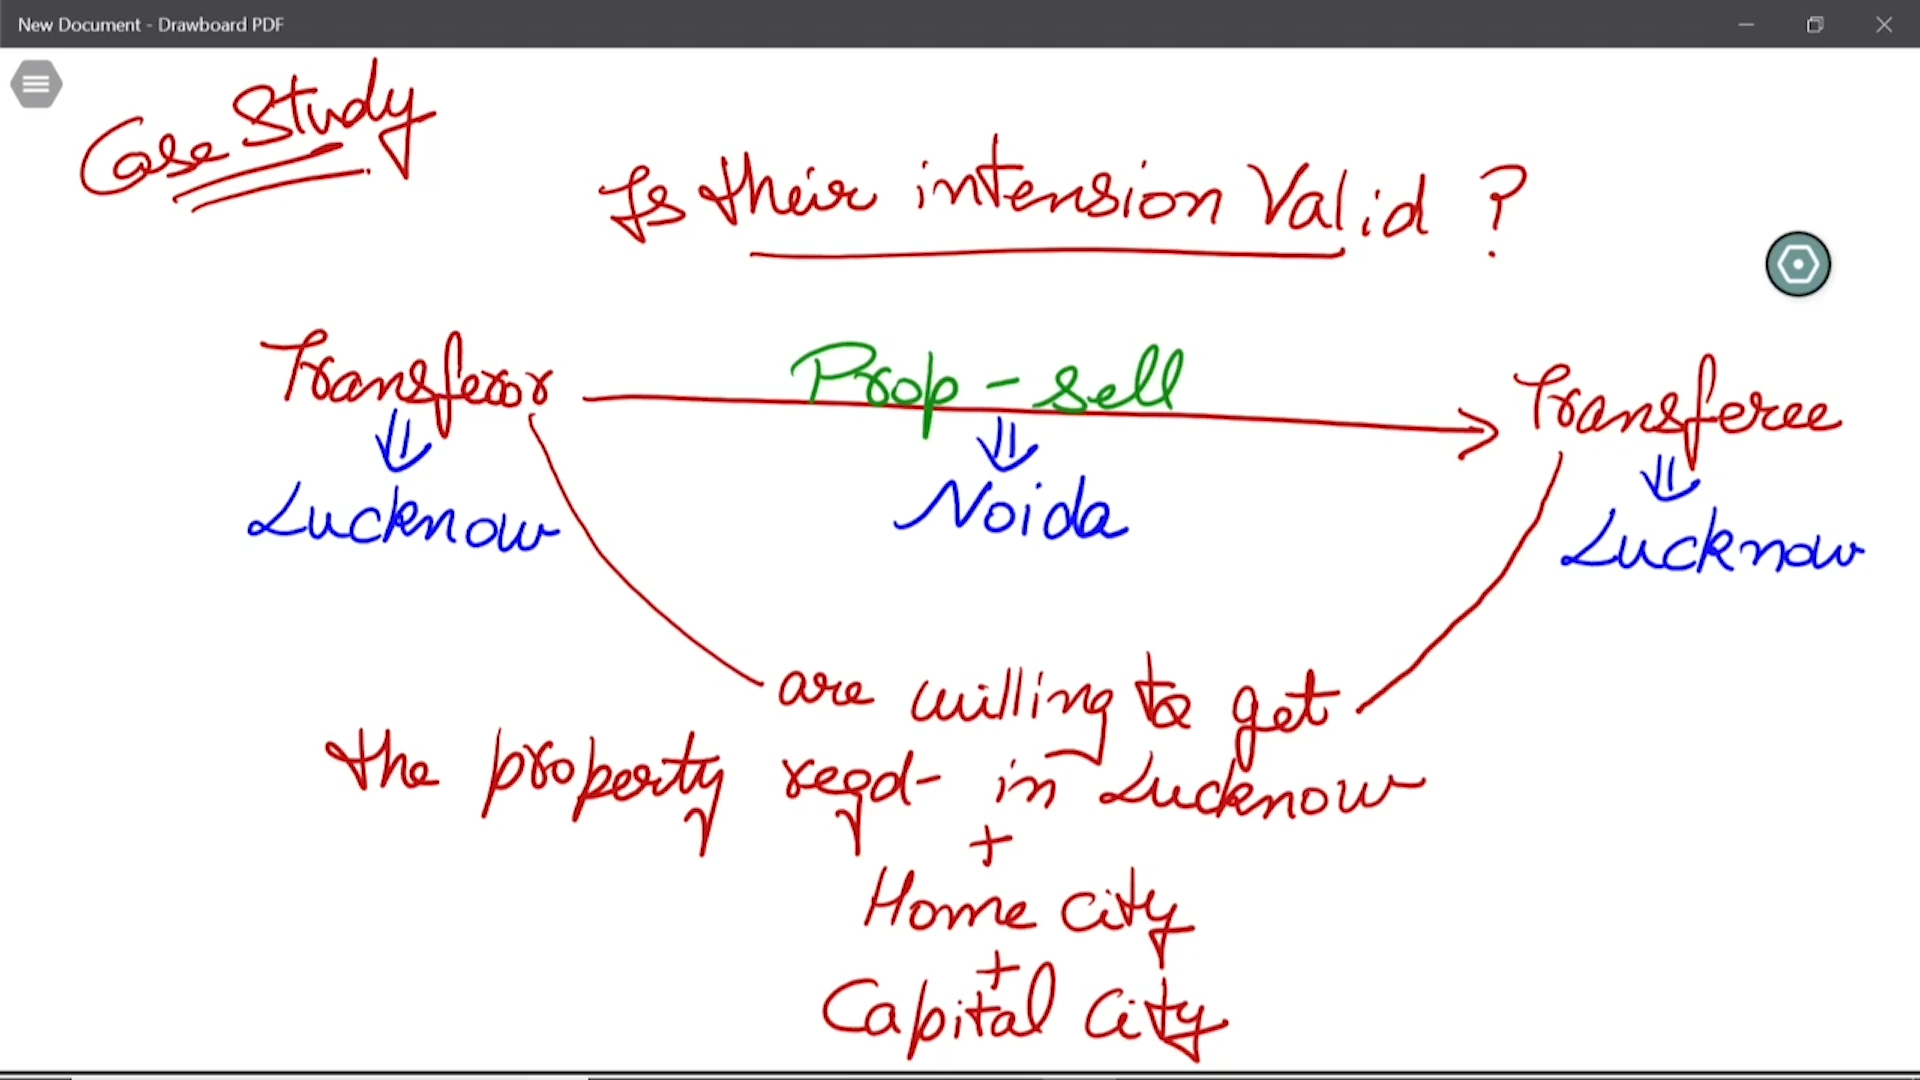 New Document - Drawboard PDF
Case Study
Is their intension Valid ?
Transferor
Prop - sell
Transferee
Lucknow
Noida
Lucknow
are willing to get
the property regd- in Lucknow
+
Home city
+
Capital City